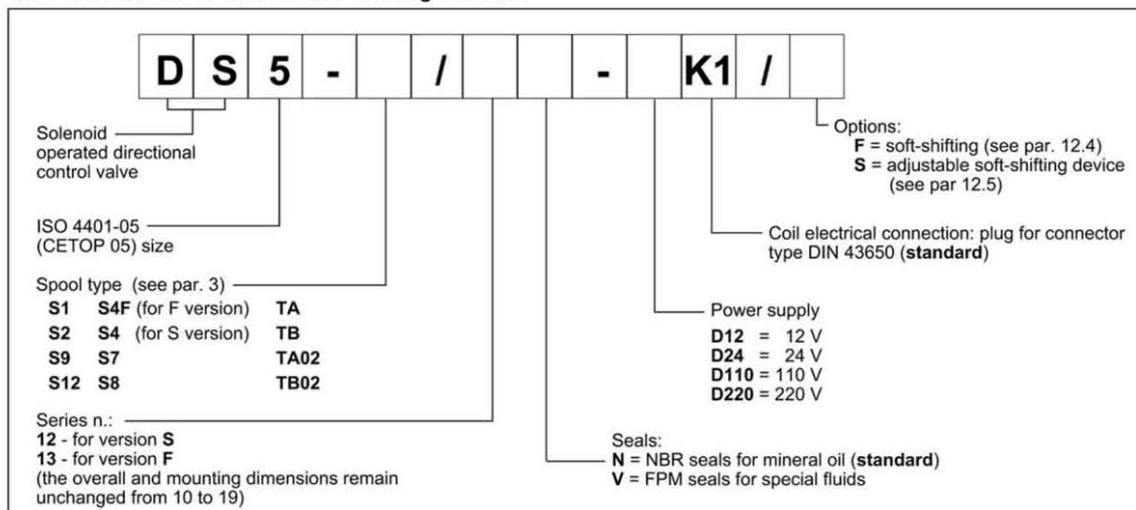 D S 5 - / - K1 /
Solenoid
operated directional
control valve
ISO 4401-05
(CETOP 05) size
Spool type (see par. 3)
S1 S4F (for F version) TA
S2 S4 (for S version) TB
S9 S7 TA02
S12 S8 TB02
Series n.:
12 - for version S
13 - for version F
(the overall and mounting dimensions remain
unchanged from 10 to 19)
Options:
F = soft-shifting (see par. 12.4)
S = adjustable soft-shifting device
(see par 12.5)
Coil electrical connection: plug for connector
type DIN 43650 (standard)
Power supply
D12 = 12 V
D24 = 24 V
D110 = 110 V
D220 = 220 V
Seals:
N = NBR seals for mineral oil (standard)
V = FPM seals for special fluids